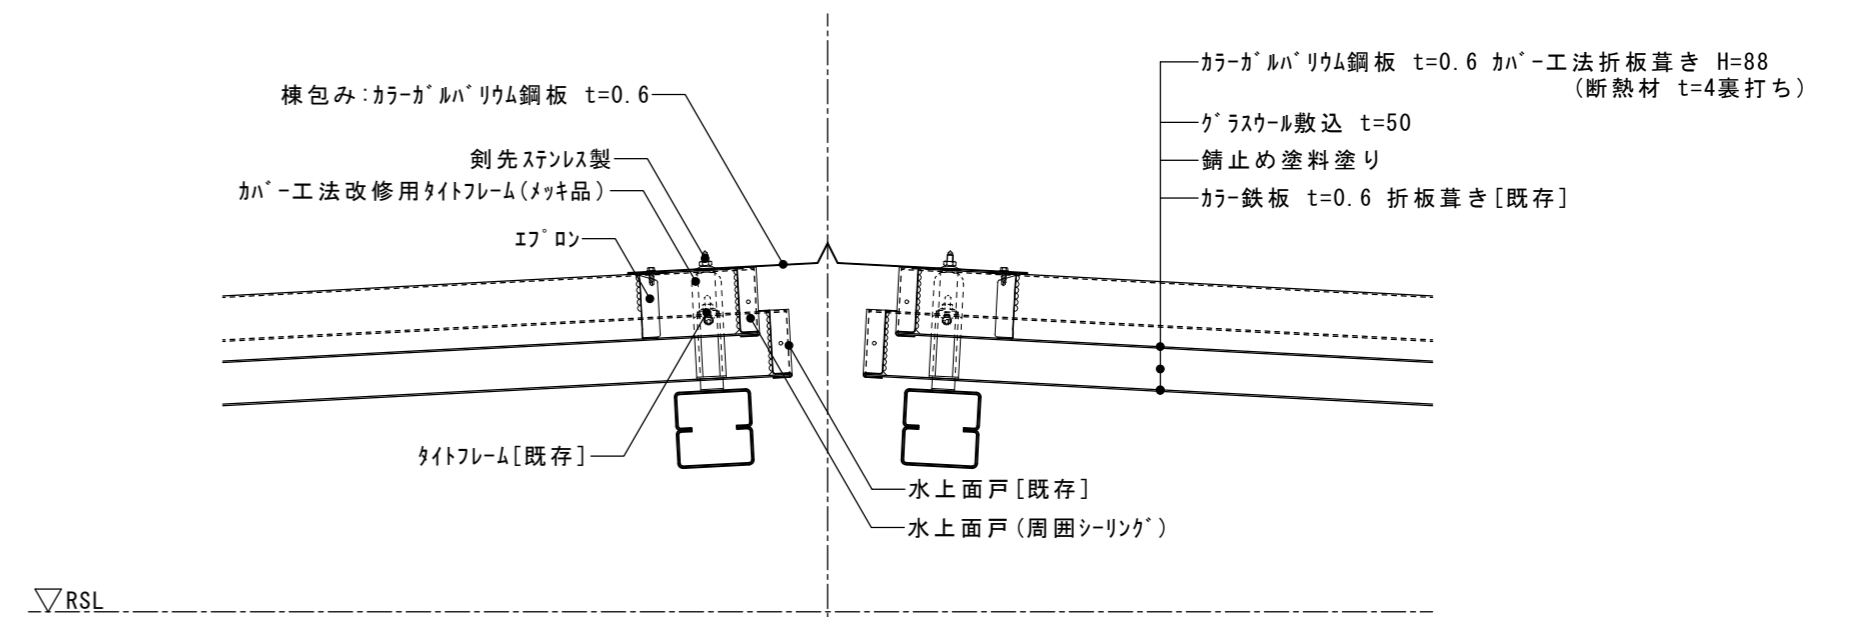 棟包み:ｶﾗｰｶﾞﾙﾊﾞﾘｳﾑ鋼板 t=0.6
剣先ｽﾃﾝﾚｽ製
ｶﾊﾞｰ工法改修用ﾀｲﾄﾌﾚｰﾑ(ﾒｯｷ品)
ｴﾌﾟﾛﾝ
ﾀｲﾄﾌﾚｰﾑ[既存]
ｶﾗｰｶﾞﾙﾊﾞﾘｳﾑ鋼板 t=0.6 ｶﾊﾞｰ工法折板葺き H=88
(断熱材 t=4裏打ち)
ｸﾞﾗｽｳｰﾙ敷込 t=50
錆止め塗料塗り
ｶﾗｰ鉄板 t=0.6 折板葺き[既存]
水上面戸[既存]
水上面戸(周囲ｼｰﾘﾝｸﾞ)
▽RSL